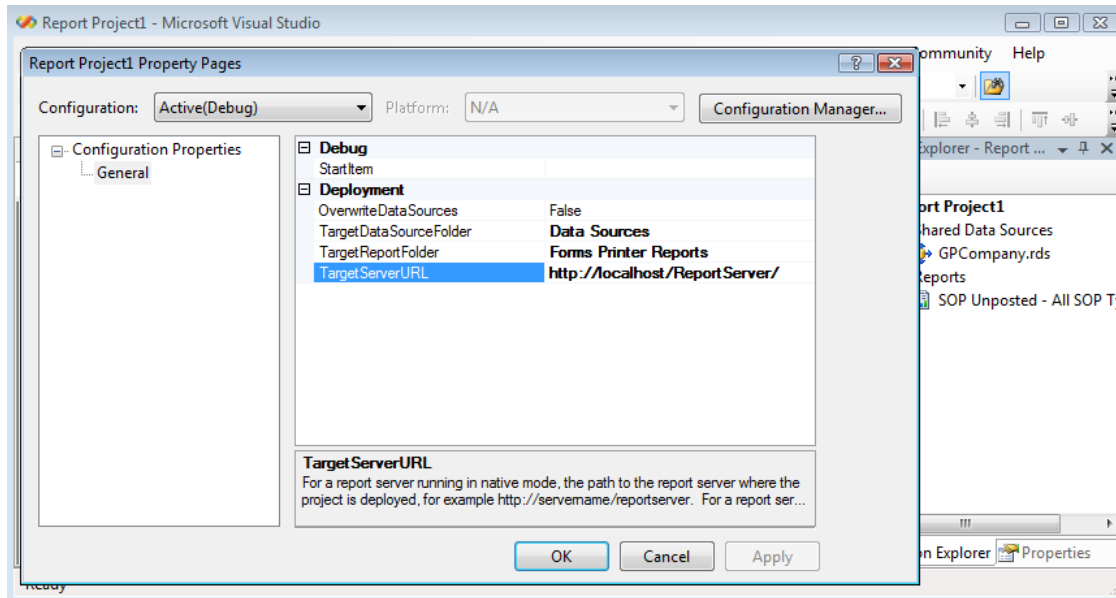 Report Project1 - Microsoft Visual Studio
ommunity Help
Report Project1 Property Pages
Configuration: Active(Debug) Platform: N/A Configuration Manager...
Explorer - Report ...
Configuration Properties
General
Debug
StartItem
Deployment
OverwriteDataSources False
TargetDataSourceFolder Data Sources
TargetReportFolder Forms Printer Reports
TargetServerURL http://localhost/ReportServer/
ort Project1
hared Data Sources
GPCompany.rds
eports
SOP Unposted - All SOP Ty
TargetServerURL
For a report server running in native mode, the path to the report server where the
project is deployed, for example http://servername/reportserver. For a report ser...
OK Cancel Apply
on Explorer Properties
Ready